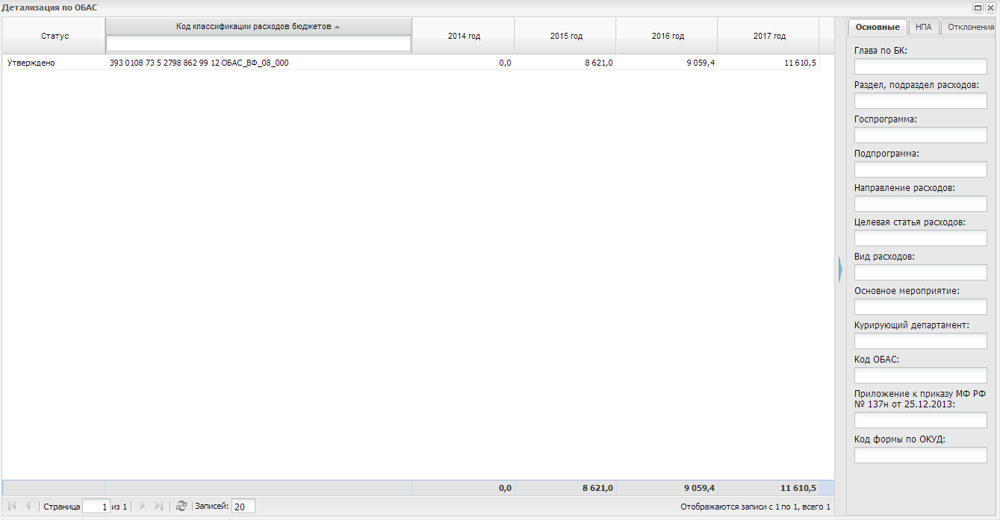 Детализация по ОБАС
Статус
Код классификации расходов бюджетов
2014 год
2015 год
2016 год
2017 год
Утверждено 393 0108 73 5 2798 862 99 12 ОБАС_ВФ_08_000 0,0 8 621,0 9 059,4 11 610,5
0,0 8 621,0 9 059,4 11 610,5
Страница 1 из 1 Записей: 20 Отображаются записи с 1 по 1, всего 1
Основные НПА Отклонения
Глава по БК:
Раздел, подраздел расходов:
Госпрограмма:
Подпрограмма:
Направление расходов:
Целевая статья расходов:
Вид расходов:
Основное мероприятие:
Курирующий департамент:
Код ОБАС:
Приложение к приказу МФ РФ
№ 137н от 25.12.2013:
Код формы по ОКУД: